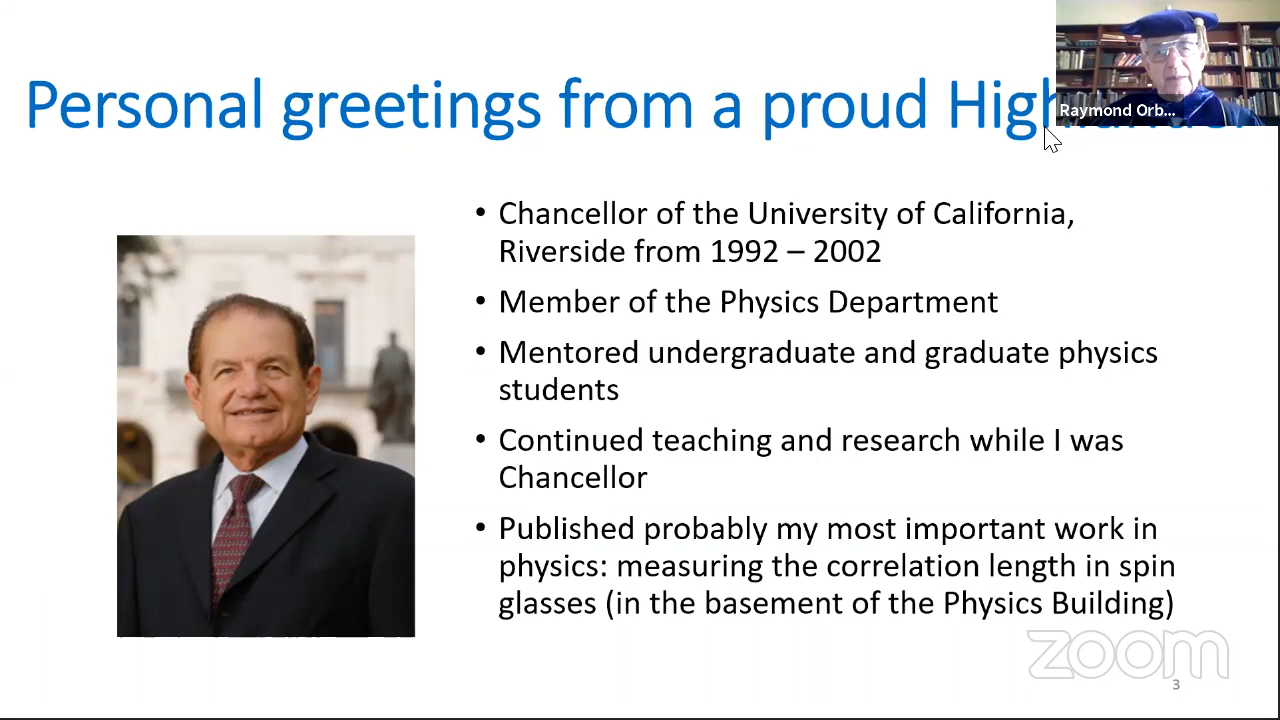 Personal greetings from a proud
Raymond Orb...
• Chancellor of the University of California,
Riverside from 1992 – 2002
• Member of the Physics Department
• Mentored undergraduate and graduate physics
students
• Continued teaching and research while I was
Chancellor
• Published probably my most important work in
physics: measuring the correlation length in spin
glasses (in the basement of the Physics Building)
zoom
3